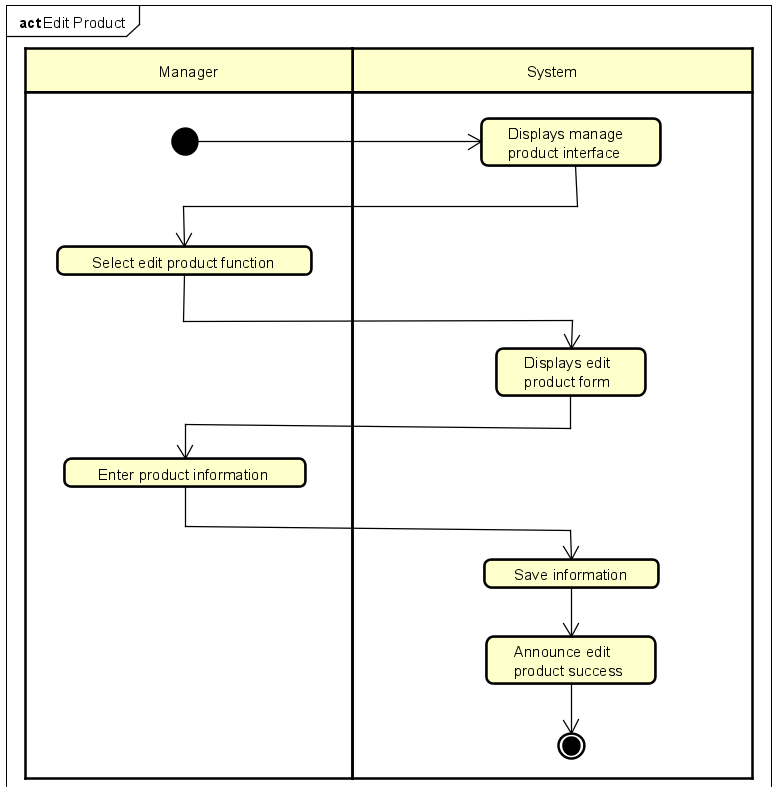 act Edit Product
Manager
System
Displays manage
product interface
Select edit product function
Displays edit
product form
Enter product information
Save information
Announce edit
product success